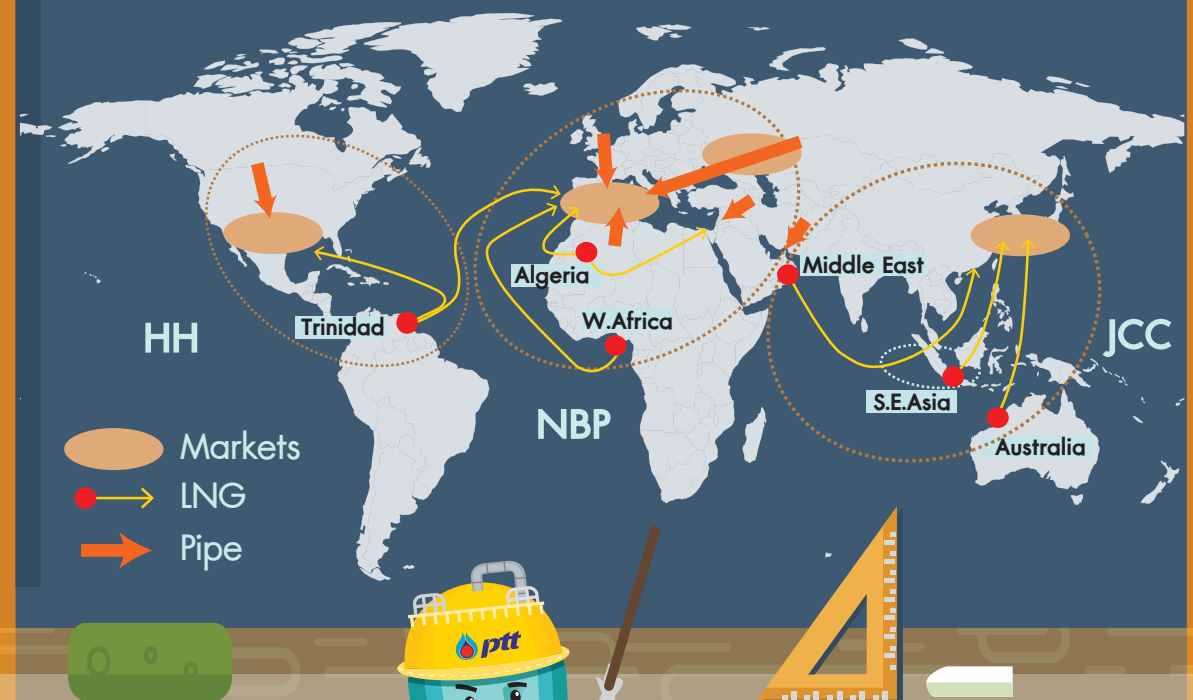 Middle East
Algeria
W.Africa
Trinidad
HH
JCC
S.E.Asia
NBP
Australia
Markets
LNG
Pipe
ptt